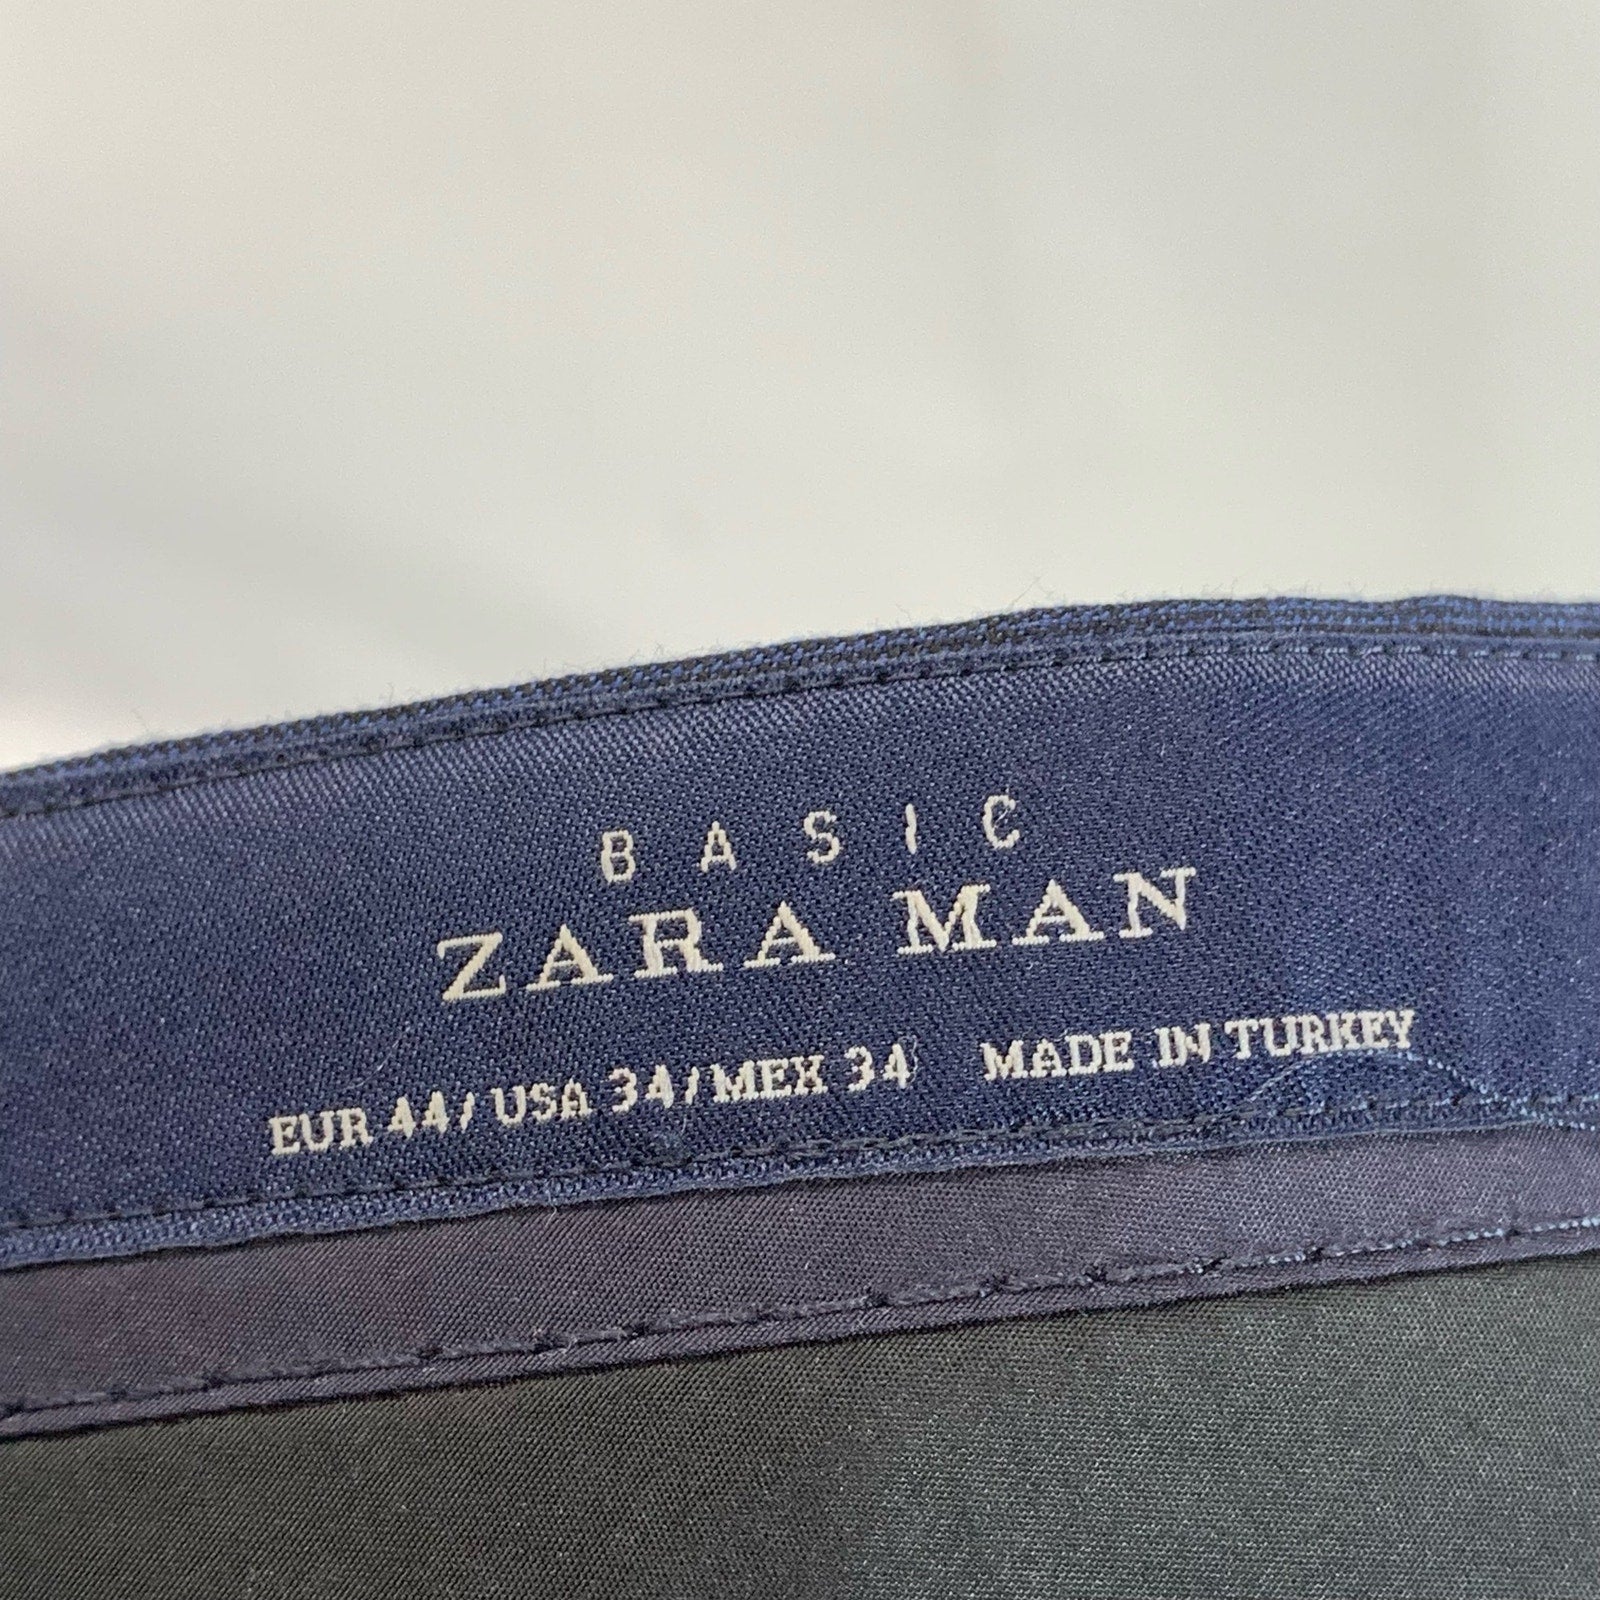 BASIC
ZARA MAN
EUR 44/ USA 34/ MEX 34 MADE IN TURKEY